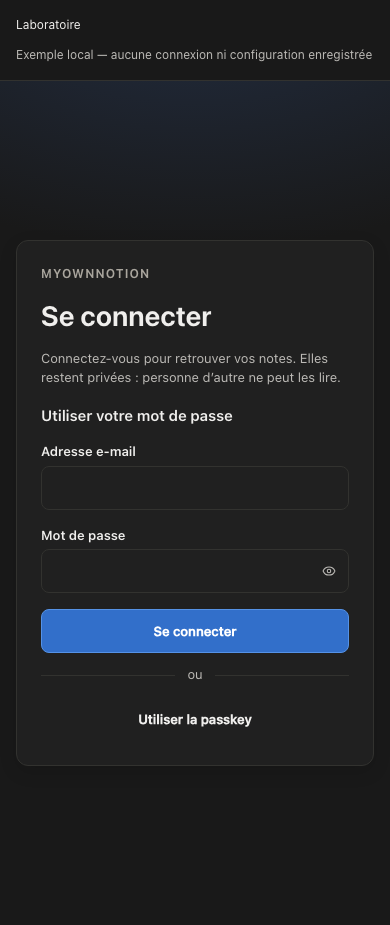 Laboratoire
Exemple local — aucune connexion ni configuration enregistrée
MYOWNNOTION
Se connecter
Connectez-vous pour retrouver vos notes. Elles
restent privées : personne d’autre ne peut les lire.
Utiliser votre mot de passe
Adresse e-mail
Mot de passe
Se connecter
ou
Utiliser la passkey